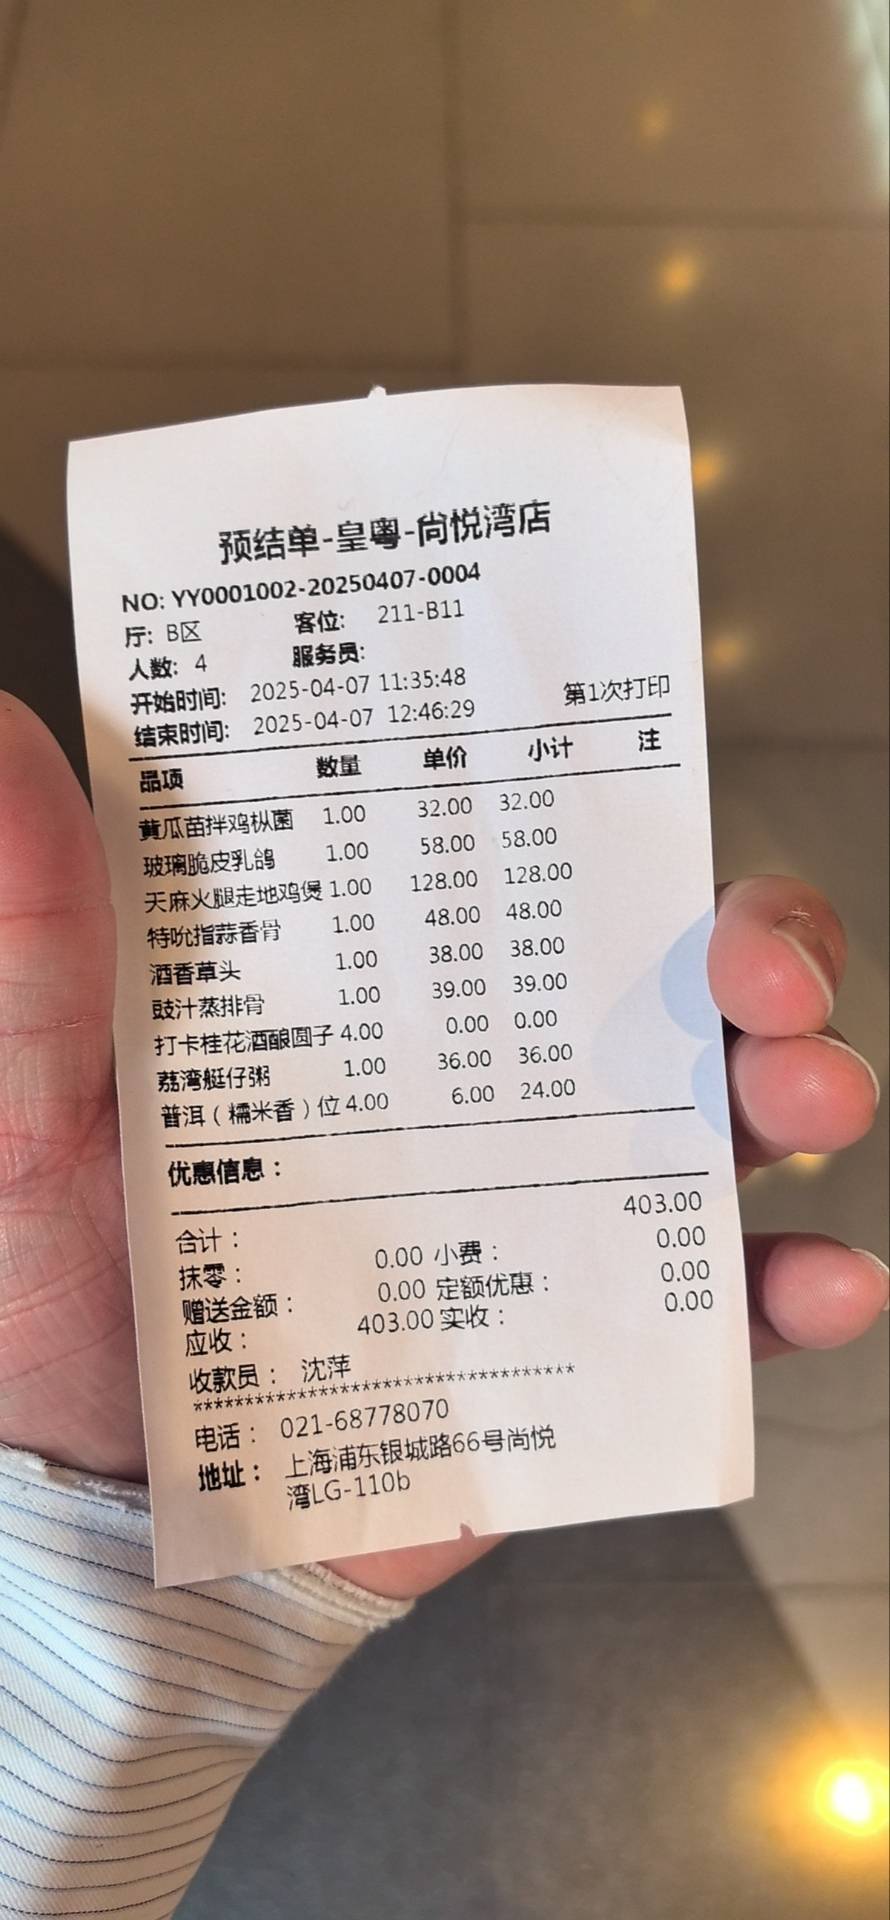 预结单-皇粤-尚悦湾店
NO: YY0001002-20250407-0004
厅: B区 客位: 211-B11
人数: 4 服务员:
开始时间: 2025-04-07 11:35:48
结束时间: 2025-04-07 12:46:29 第1次打印
品项 数量 单价 小计 注
黄瓜苗拌鸡枞菌 1.00 32.00 32.00
玻璃脆皮乳鸽 1.00 58.00 58.00
天麻火腿走地鸡煲 1.00 128.00 128.00
特吮指蒜香骨 1.00 48.00 48.00
酒香草头 1.00 38.00 38.00
豉汁蒸排骨 1.00 39.00 39.00
打卡桂花酒酿圆子 4.00 0.00 0.00
荔湾艇仔粥 1.00 36.00 36.00
普洱（糯米香）位 4.00 6.00 24.00
优惠信息：
合计： 403.00
抹零： 0.00 小费： 0.00
赠送金额： 0.00 定额优惠： 0.00
应收： 403.00 实收： 0.00
收款员： 沈萍
*************************************
电话： 021-68778070
地址： 上海浦东银城路66号尚悦
湾LG-110b